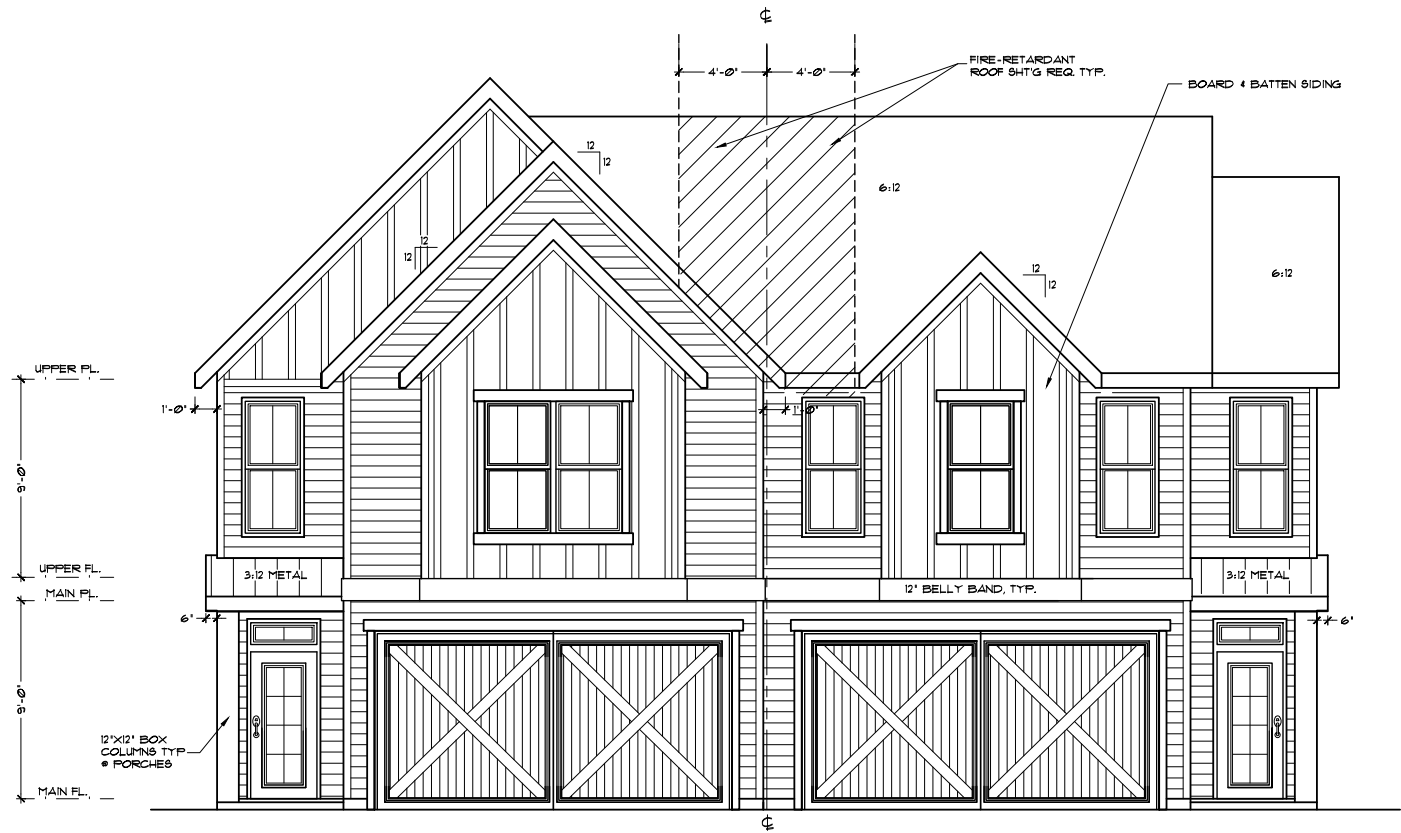 ℄
4'-0" 4'-0"
FIRE-RETARDANT
ROOF SHT'G REQ. TYP.
BOARD & BATTEN SIDING
12
12
6:12
12
12
12
12
6:12
UPPER PL.
1'-0"
1'-0"
9'-0"
UPPER FL.
3:12 METAL
3:12 METAL
MAIN PL.
12" BELLY BAND, TYP.
6"
6"
9'-0"
12"X12" BOX
COLUMNS TYP
@ PORCHES
MAIN FL.
℄